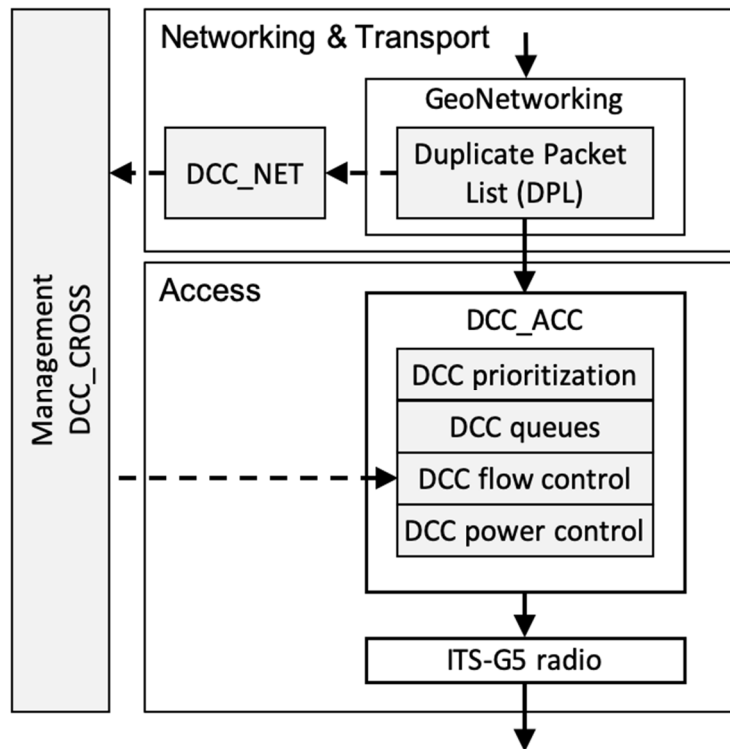 Networking & Transport
GeoNetworking
Duplicate Packet
List (DPL)
DCC_NET
Management
DCC_CROSS
Access
DCC_ACC
DCC prioritization
DCC queues
DCC flow control
DCC power control
ITS-G5 radio